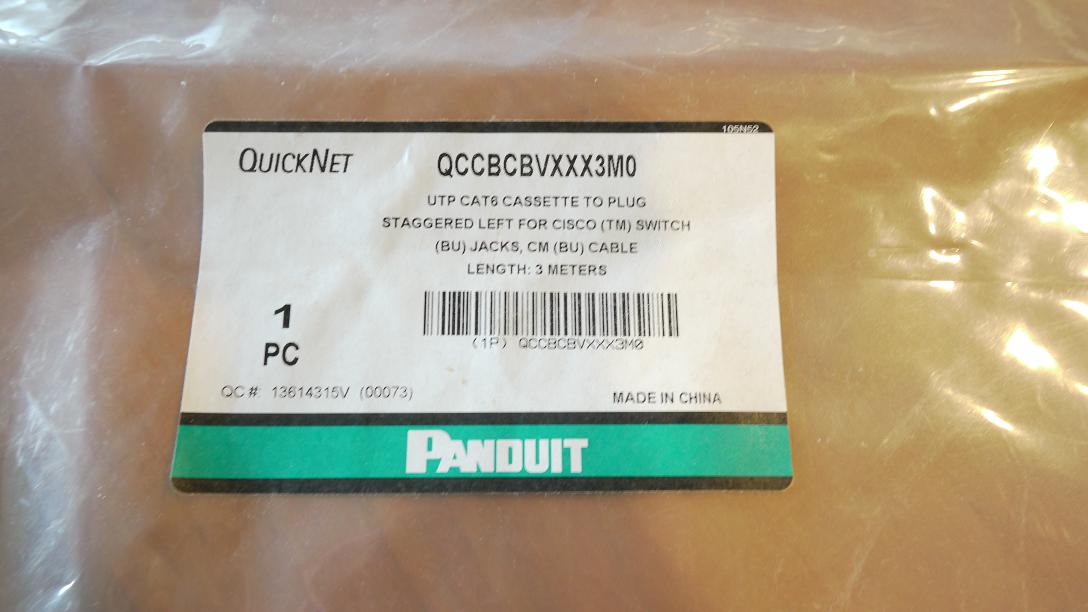 105N52
QUICKNET
QCCBCBVXXX3M0
UTP CAT6 CASSETTE TO PLUG
STAGGERED LEFT FOR CISCO (TM) SWITCH
(BU) JACKS, CM (BU) CABLE
LENGTH: 3 METERS
1
PC
(1P) QCCBCBVXXX3M0
QC #: 13614315V (00073)
MADE IN CHINA
PANDUIT